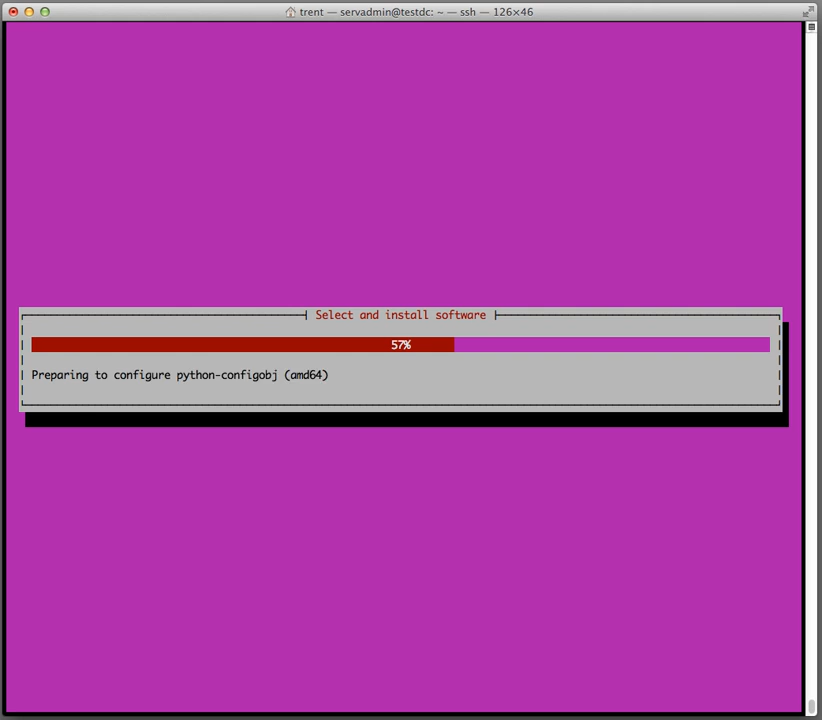 trent — servadmin@testdc: ~ — ssh — 126×46
Select and install software
57%
Preparing to configure python-configobj (amd64)